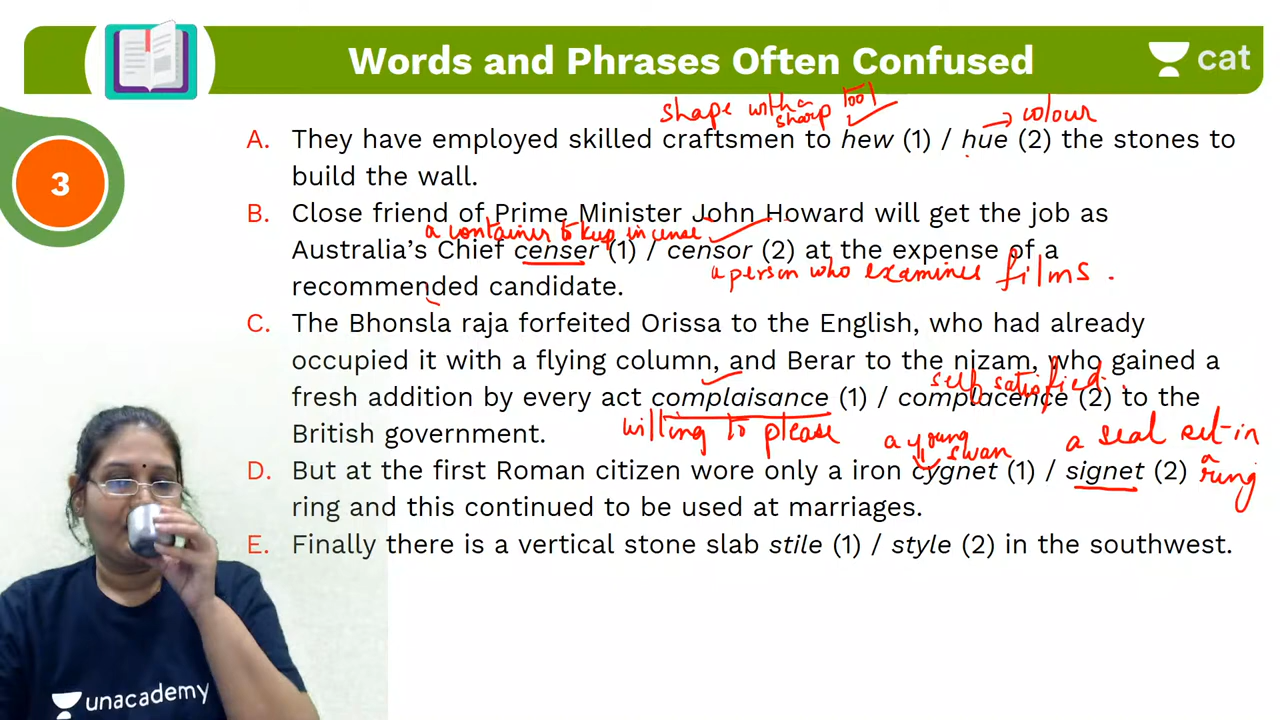 Words and Phrases Often Confused
cat
3
shape with a sharp tool
→ colour
A. They have employed skilled craftsmen to hew (1) / hue (2) the stones to
build the wall.
B. Close friend of Prime Minister John Howard will get the job as
a container to keep incense
Australia's Chief censer (1) / censor (2) at the expense of a
a person who examines films.
recommended candidate.
C. The Bhonsla raja forfeited Orissa to the English, who had already
occupied it with a flying column, and Berar to the nizam, who gained a
self satisfied.
fresh addition by every act complaisance (1) / complacence (2) to the
willing to please
British government.
a young swan
a seal set-in a ring
D. But at the first Roman citizen wore only a iron cygnet (1) / signet (2)
ring and this continued to be used at marriages.
E. Finally there is a vertical stone slab stile (1) / style (2) in the southwest.
unacademy